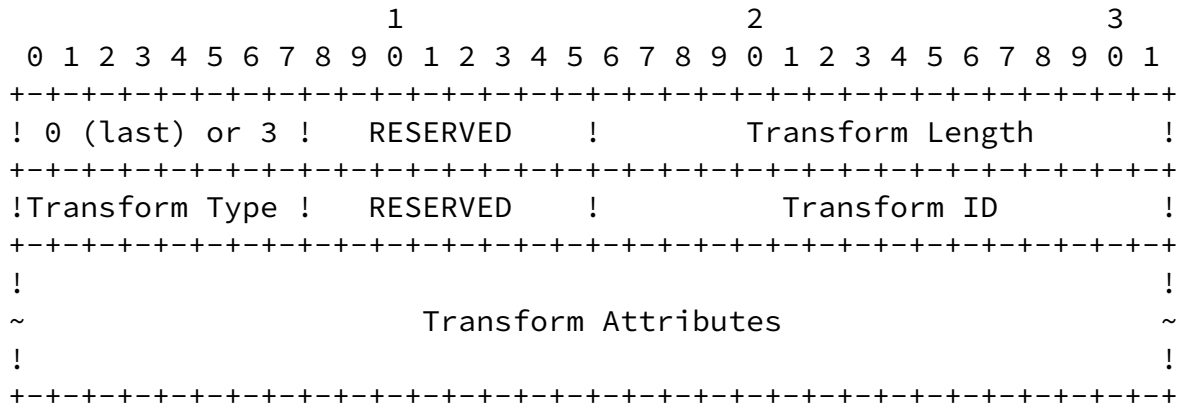 1                   2                   3
 0 1 2 3 4 5 6 7 8 9 0 1 2 3 4 5 6 7 8 9 0 1 2 3 4 5 6 7 8 9 0 1
+-+-+-+-+-+-+-+-+-+-+-+-+-+-+-+-+-+-+-+-+-+-+-+-+-+-+-+-+-+-+-+-+
! 0 (last) or 3 !   RESERVED    !        Transform Length       !
+-+-+-+-+-+-+-+-+-+-+-+-+-+-+-+-+-+-+-+-+-+-+-+-+-+-+-+-+-+-+-+-+
!Transform Type !   RESERVED    !          Transform ID         !
+-+-+-+-+-+-+-+-+-+-+-+-+-+-+-+-+-+-+-+-+-+-+-+-+-+-+-+-+-+-+-+-+
!                                                               !
~                      Transform Attributes                     ~
!                                                               !
+-+-+-+-+-+-+-+-+-+-+-+-+-+-+-+-+-+-+-+-+-+-+-+-+-+-+-+-+-+-+-+-+